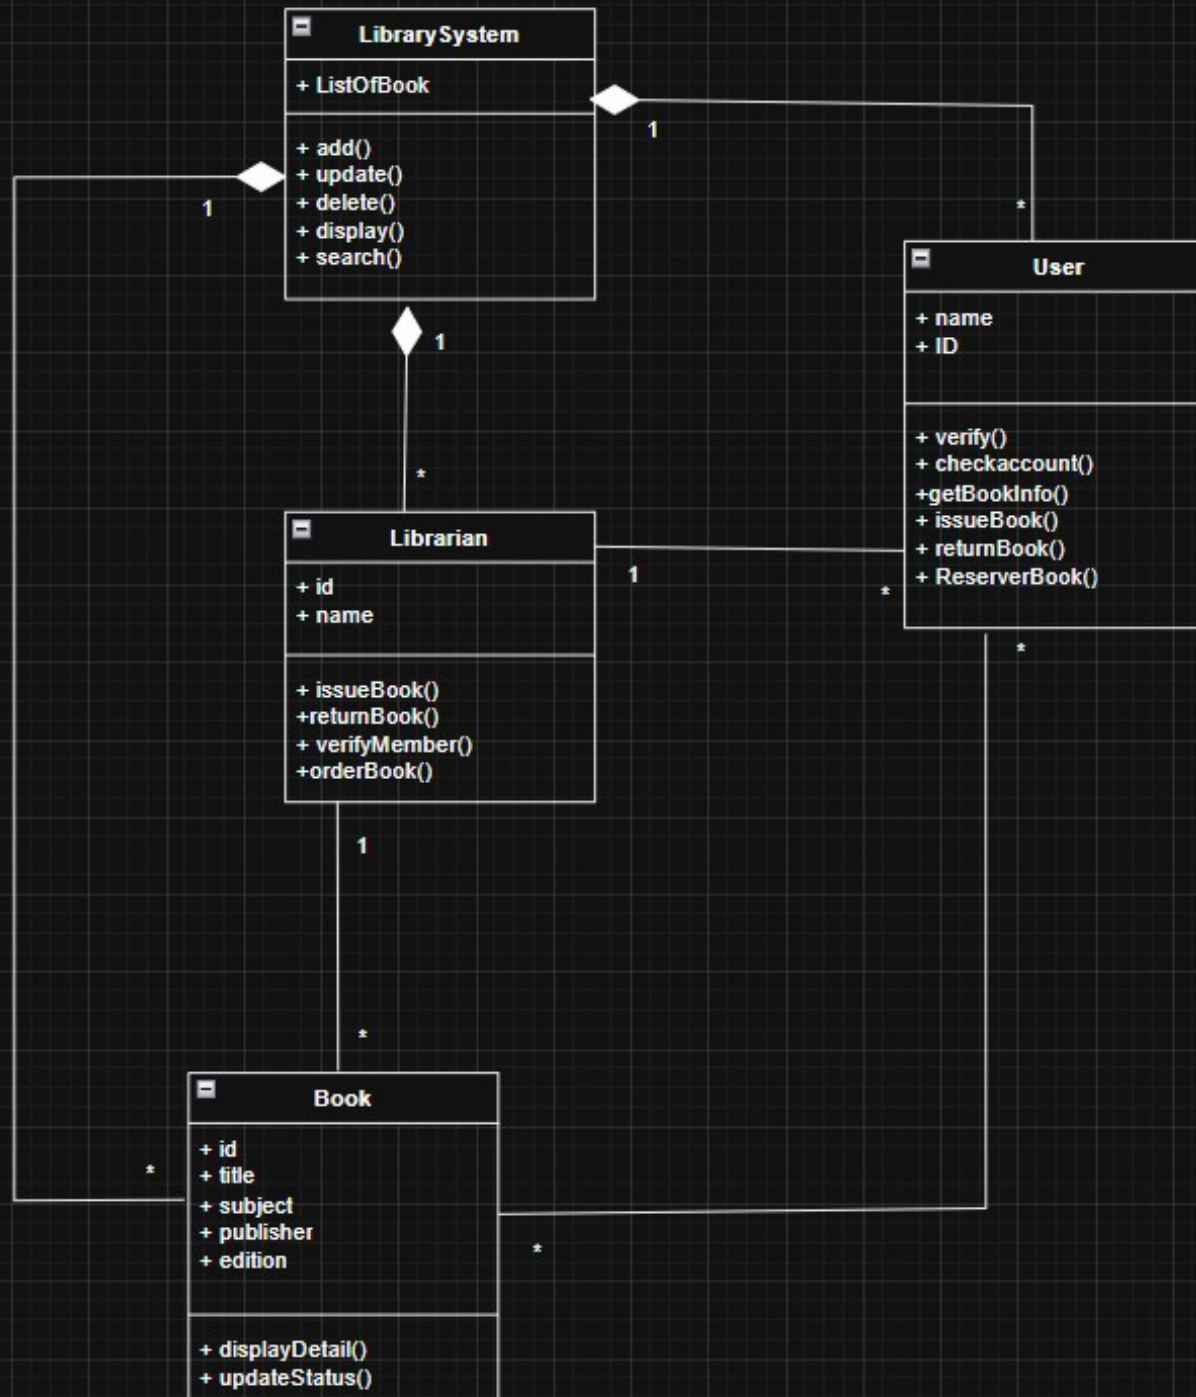 LibrarySystem
+ ListOfBook
+ add()
+ update()
+ delete()
+ display()
+ search()
1
1
*
1
*
User
+ name
+ ID
+ verify()
+ checkaccount()
+getBookInfo()
+ issueBook()
+ returnBook()
+ ReserverBook()
Librarian
+ id
+ name
+ issueBook()
+returnBook()
+ verifyMember()
+orderBook()
1
*
*
1
*
Book
+ id
+ title
+ subject
+ publisher
+ edition
+ displayDetail()
+ updateStatus()
*
*